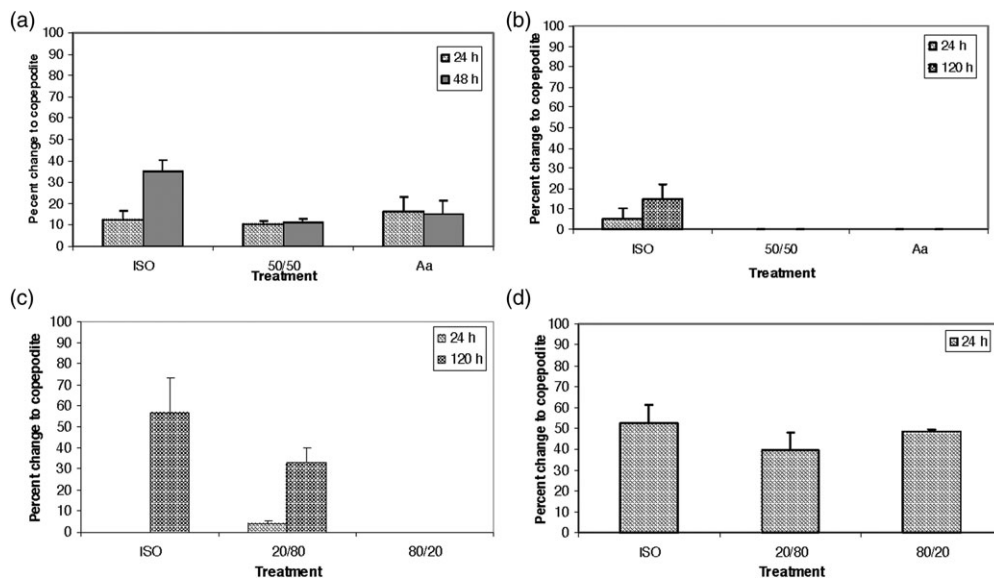 (a)
24 h
48 h
Pecent change to copepodite
100
90
80
70
60
50
40
30
20
10
0
ISO 50/50 Aa
Treatment
(b)
24 h
120 h
Percent change to copepodite
100
90
80
70
60
50
40
30
20
10
0
ISO 50/50 Aa
Treatment
(c)
24 h
120 h
Percent change to copepodite
100
90
80
70
60
50
40
30
20
10
0
ISO 20/80 80/20
Treatment
(d)
24 h
Percent change to copepodite
100
90
80
70
60
50
40
30
20
10
0
ISO 20/80 80/20
Treatment